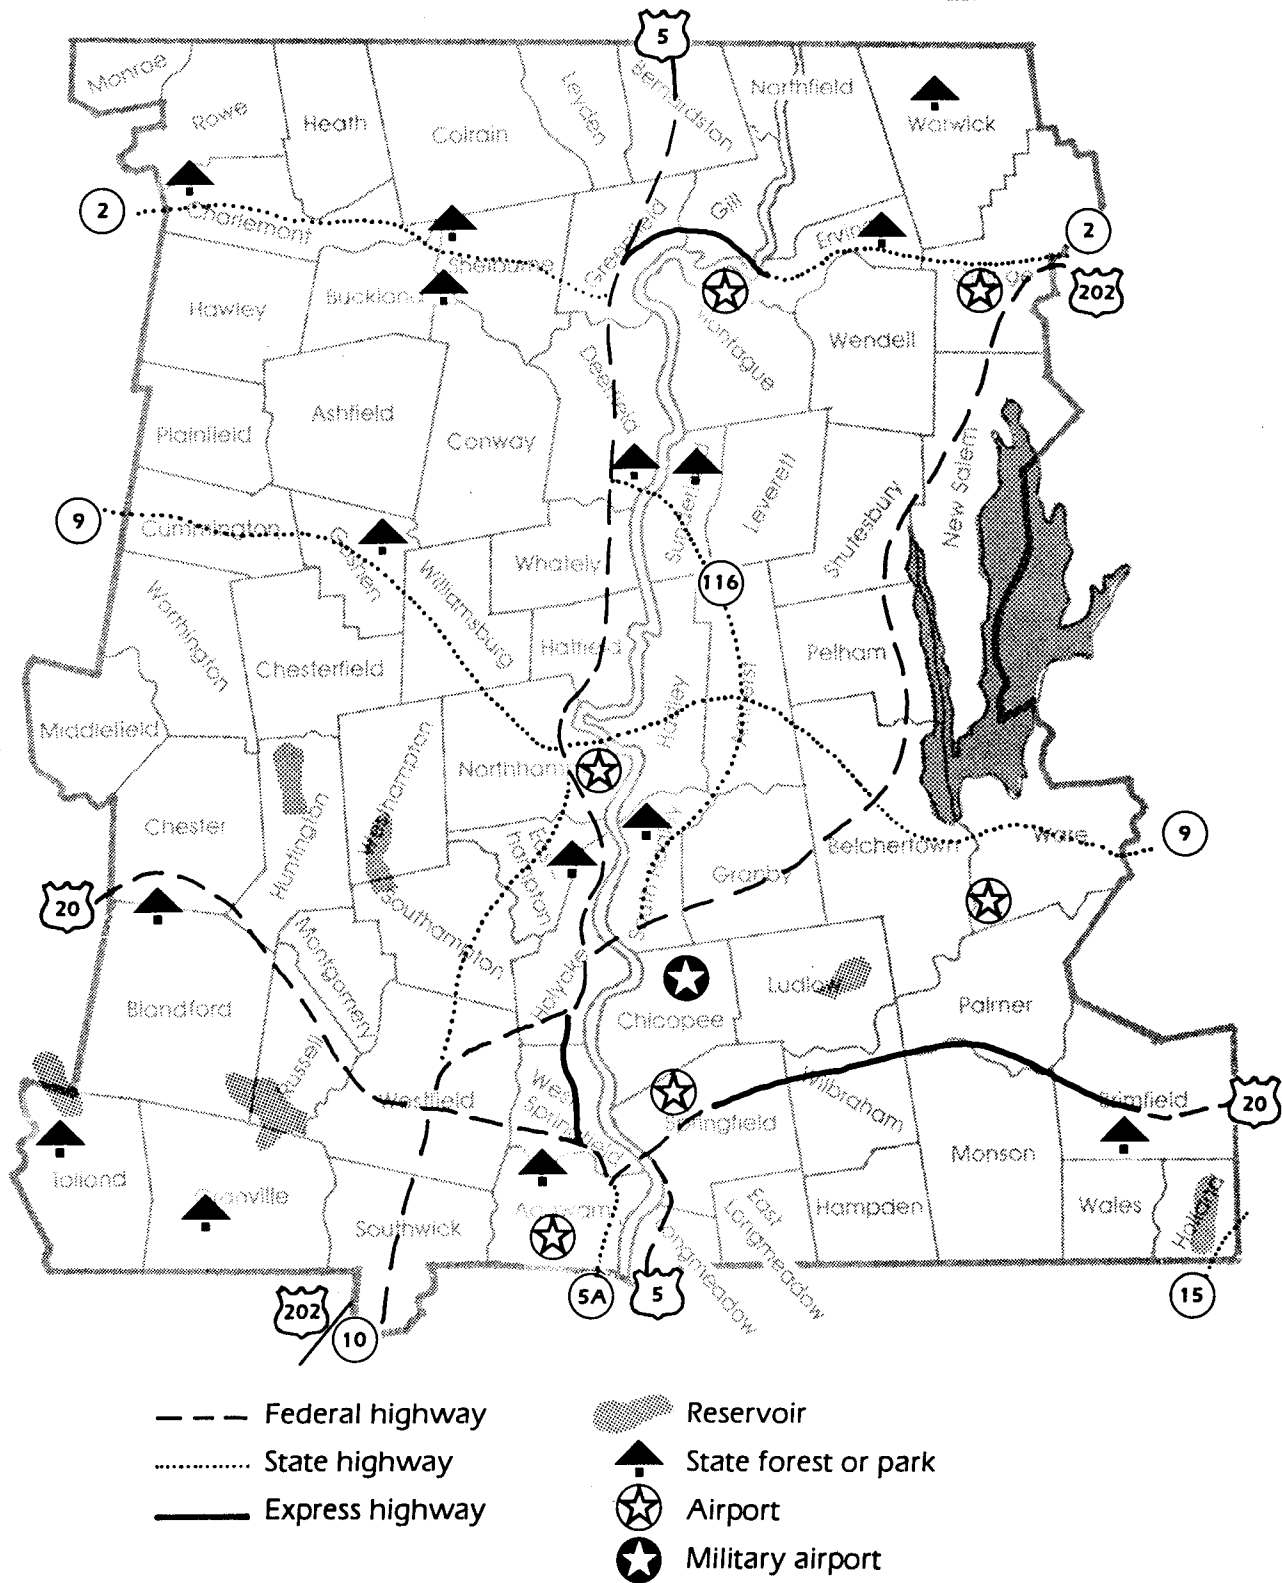 5
Monroe
Rowe
Heath
Colrain
Leyden
Bernardston
Northfield
Warwick
2
Charlemont
Shelburne
Greenfield
Gill
Erving
2
202
Hawley
Buckland
Deerfield
Montague
Wendell
Plainfield
Ashfield
Conway
Leverett
Shutesbury
New Salem
9
Cummington
Goshen
Williamsburg
Whately
116
Worthington
Chesterfield
Hatfield
Hadley
Amherst
Pelham
Middlefield
Westhampton
Chester
Huntington
Granby
Belchertown
Ware
9
20
Southampton
Montgomery
Holyoke
Blandford
Russell
Chicopee
Ludlow
Palmer
Westfield
West
Springfield
Springfield
Wilbraham
Brimfield
20
Tolland
Granville
Southwick
Agawam
Longmeadow
East
Longmeadow
Hampden
Monson
Wales
Holland
202
10
5A
5
15
Federal highway
State highway
Express highway
Reservoir
State forest or park
Airport
Military airport